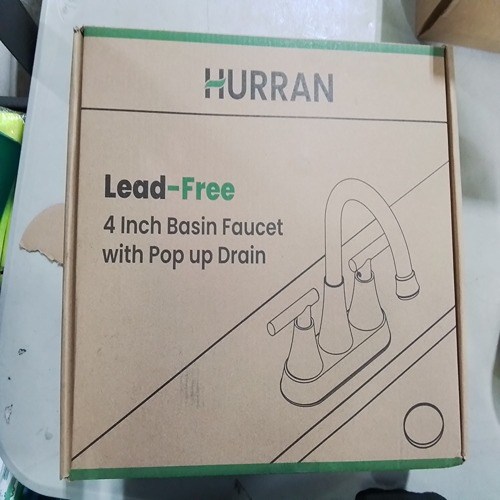 HURRAN
Lead-Free
4 Inch Basin Faucet
with Pop up Drain